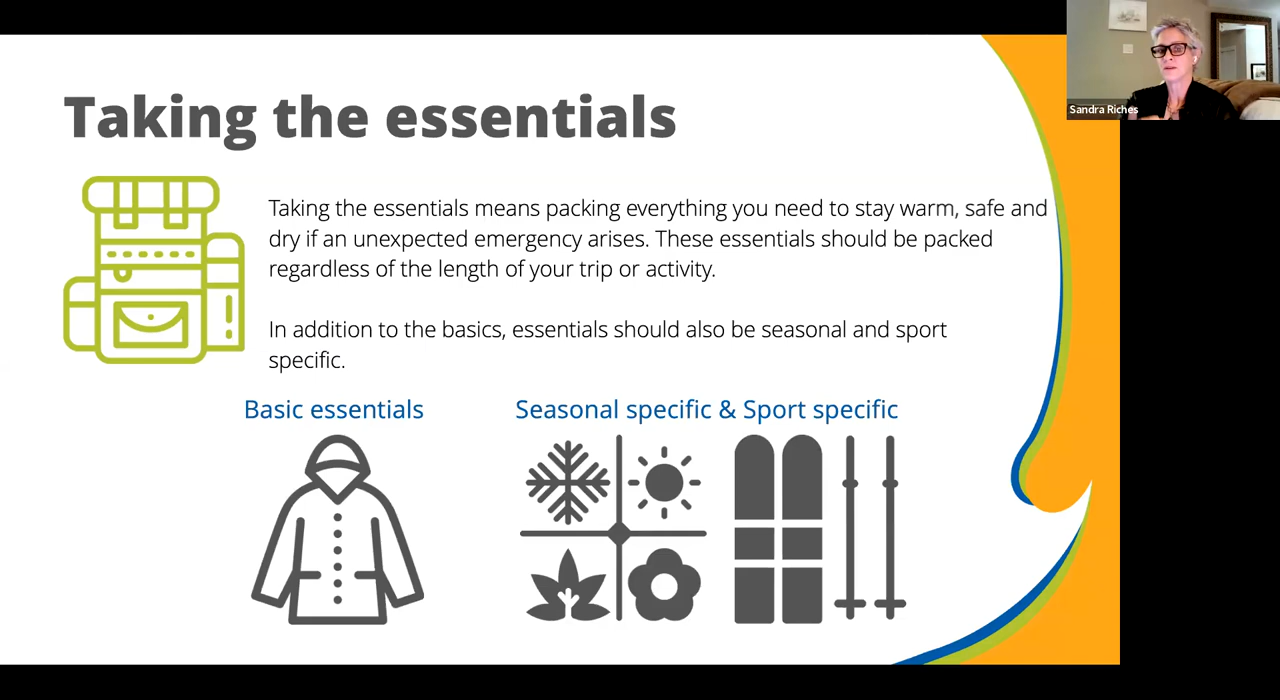 Taking the essentials
Sandra Riches
Taking the essentials means packing everything you need to stay warm, safe and
dry if an unexpected emergency arises. These essentials should be packed
regardless of the length of your trip or activity.
In addition to the basics, essentials should also be seasonal and sport
specific.
Basic essentials
Seasonal specific & Sport specific